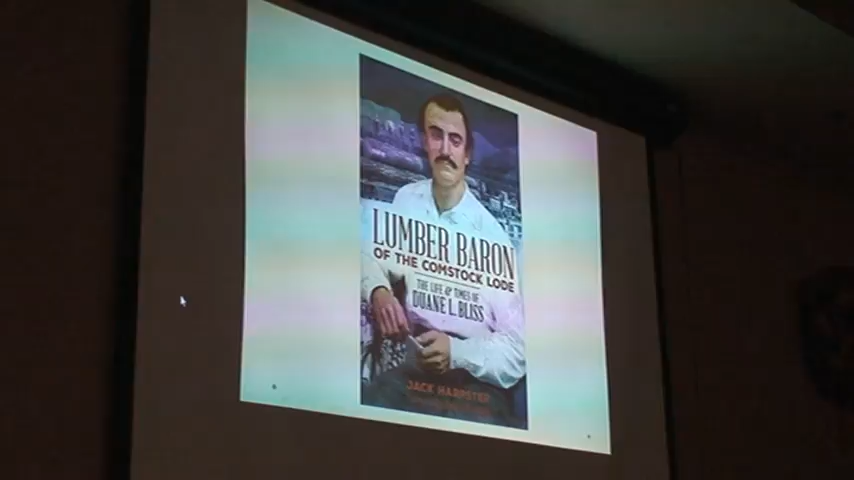 LUMBER BARON
OF THE COMSTOCK LODE
THE LIFE & TIMES OF
DUANE L. BLISS
JACK HARPSTER